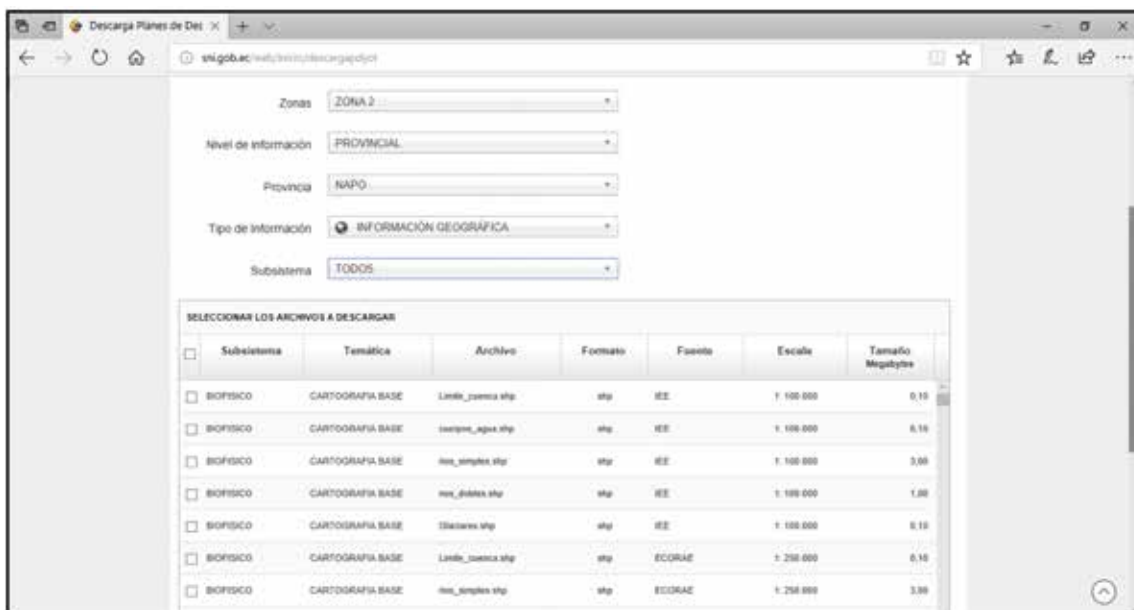 Descarga Planes de Des
sni.gob.ec/web/inicio/descargapdyot
Zonas ZONA 2
Nivel de información PROVINCIAL
Provincia NAPO
Tipo de Información INFORMACIÓN GEOGRÁFICA
Subsistema TODOS
SELECCIONAR LOS ARCHIVOS A DESCARGAR
Subsistema Temática Archivo Formato Fuente Escala Tamaño Megabytes
BIOFISICO CARTOGRAFIA BASE Limite_cuenca.shp shp IEE 1: 100.000 0,10
BIOFISICO CARTOGRAFIA BASE cuerpos_agua.shp shp IEE 1: 100.000 0,10
BIOFISICO CARTOGRAFIA BASE rios_simples.shp shp IEE 1: 100.000 3,00
BIOFISICO CARTOGRAFIA BASE rios_dobles.shp shp IEE 1: 100.000 1,00
BIOFISICO CARTOGRAFIA BASE Glaciares.shp shp IEE 1: 100.000 0,10
BIOFISICO CARTOGRAFIA BASE Limite_cuenca.shp shp ECORAE 1: 250.000 0,10
BIOFISICO CARTOGRAFIA BASE rios_simples.shp shp ECORAE 1: 250.000 3,00